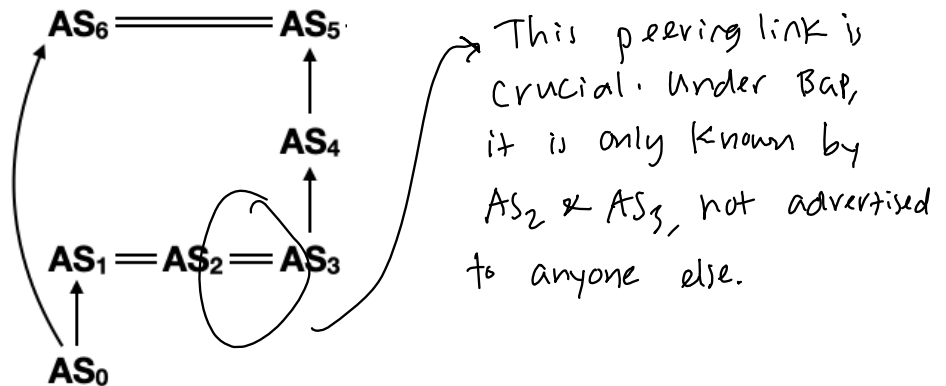 AS6 AS5
AS4
AS1 AS2 AS3
AS0
This peering link is
crucial. Under BGP,
it is only known by
AS2 & AS3, not advertised
to anyone else.